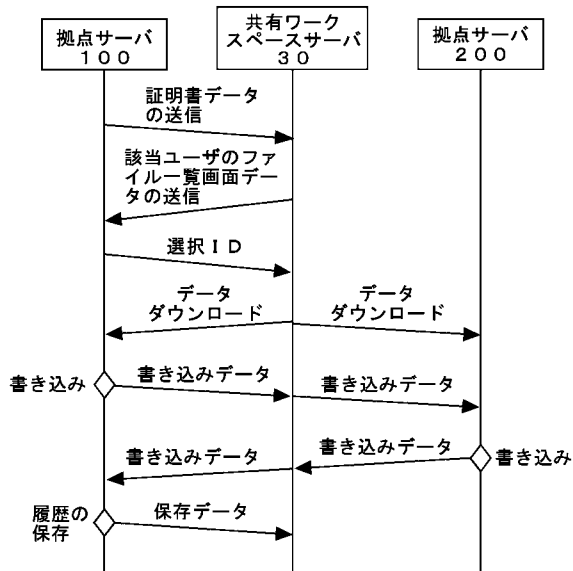 拠点サーバ
１００
共有ワーク
スペースサーバ
３０
拠点サーバ
２００
証明書データ
の送信
該当ユーザのファ
イル一覧画面デー
タの送信
選択ＩＤ
データ
ダウンロード
データ
ダウンロード
書き込み
書き込みデータ
書き込みデータ
書き込みデータ
書き込みデータ
書き込み
履歴の
保存
保存データ